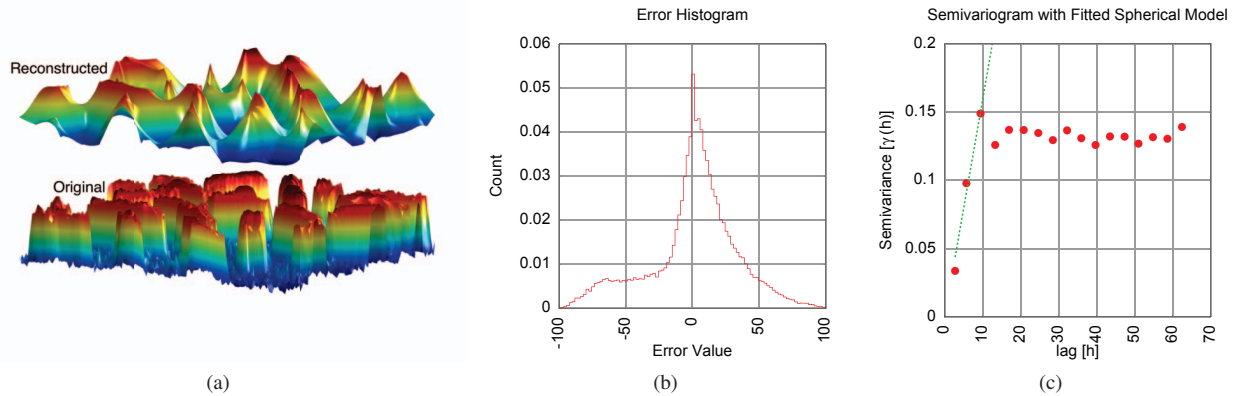 Reconstructed
Original
(a)
Error Histogram
Count
0.06
0.05
0.04
0.03
0.02
0.01
0
-100
-50
0
50
100
Error Value
(b)
Semivariogram with Fitted Spherical Model
Semivariance [γ(h)]
0.2
0.15
0.1
0.05
0
0
10
20
30
40
50
60
70
lag [h]
(c)